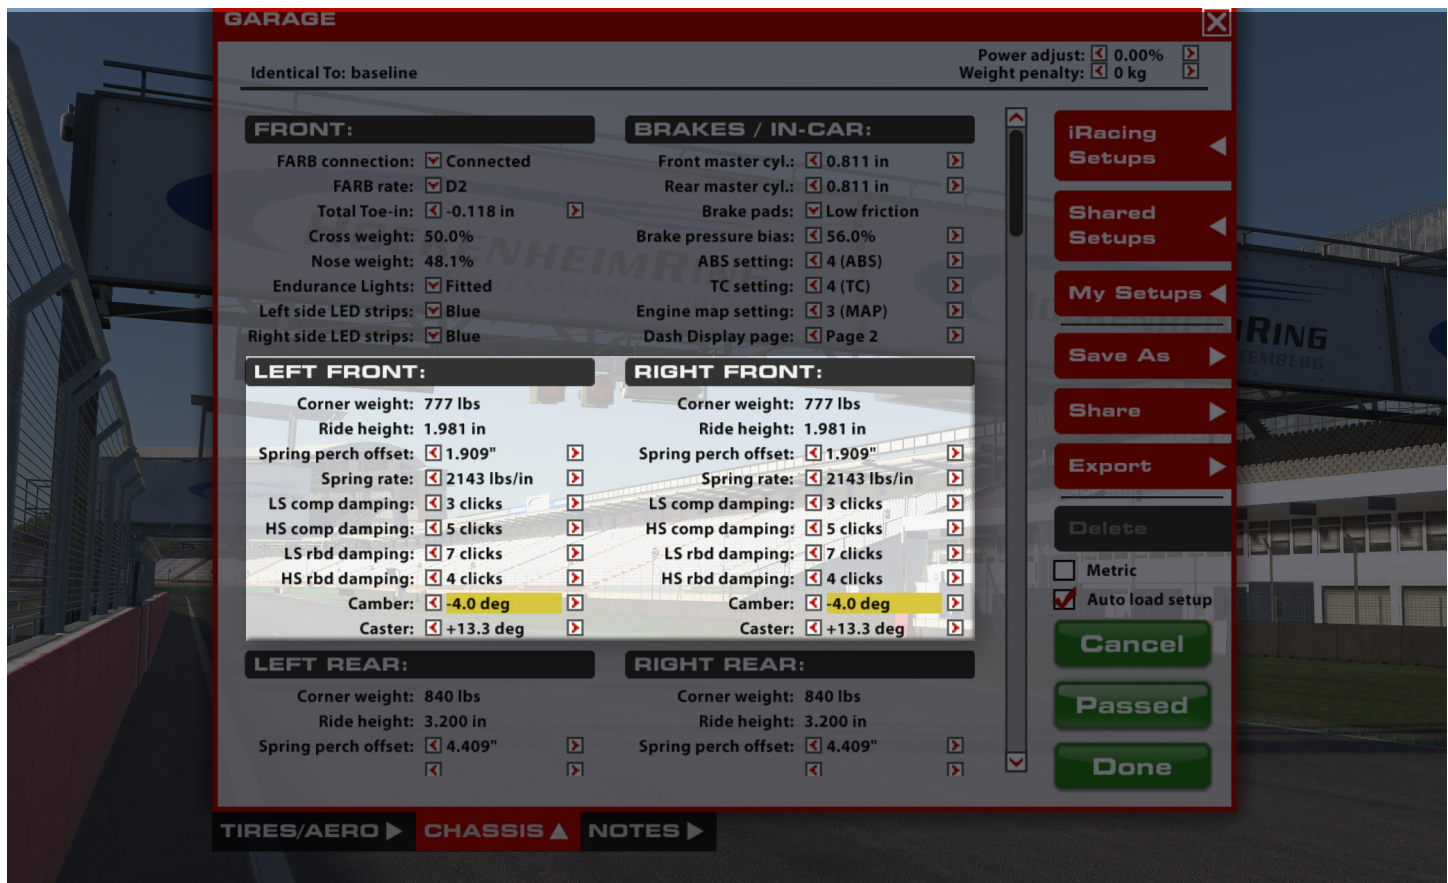 GARAGE
Identical To: baseline
Power adjust: 0.00%
Weight penalty: 0 kg
FRONT:
FARB connection: Connected
FARB rate: D2
Total Toe-in: -0.118 in
Cross weight: 50.0%
Nose weight: 48.1%
Endurance Lights: Fitted
Left side LED strips: Blue
Right side LED strips: Blue
BRAKES / IN-CAR:
Front master cyl.: 0.811 in
Rear master cyl.: 0.811 in
Brake pads: Low friction
Brake pressure bias: 56.0%
ABS setting: 4 (ABS)
TC setting: 4 (TC)
Engine map setting: 3 (MAP)
Dash Display page: Page 2
LEFT FRONT:
Corner weight: 777 lbs
Ride height: 1.981 in
Spring perch offset: 1.909"
Spring rate: 2143 lbs/in
LS comp damping: 3 clicks
HS comp damping: 5 clicks
LS rbd damping: 7 clicks
HS rbd damping: 4 clicks
Camber: -4.0 deg
Caster: +13.3 deg
RIGHT FRONT:
Corner weight: 777 lbs
Ride height: 1.981 in
Spring perch offset: 1.909"
Spring rate: 2143 lbs/in
LS comp damping: 3 clicks
HS comp damping: 5 clicks
LS rbd damping: 7 clicks
HS rbd damping: 4 clicks
Camber: -4.0 deg
Caster: +13.3 deg
LEFT REAR:
Corner weight: 840 lbs
Ride height: 3.200 in
Spring perch offset: 4.409"
RIGHT REAR:
Corner weight: 840 lbs
Ride height: 3.200 in
Spring perch offset: 4.409"
iRacing
Setups
Shared
Setups
My Setups
Save As
Share
Export
Delete
Metric
Auto load setup
Cancel
Passed
Done
TIRES/AERO
CHASSIS
NOTES